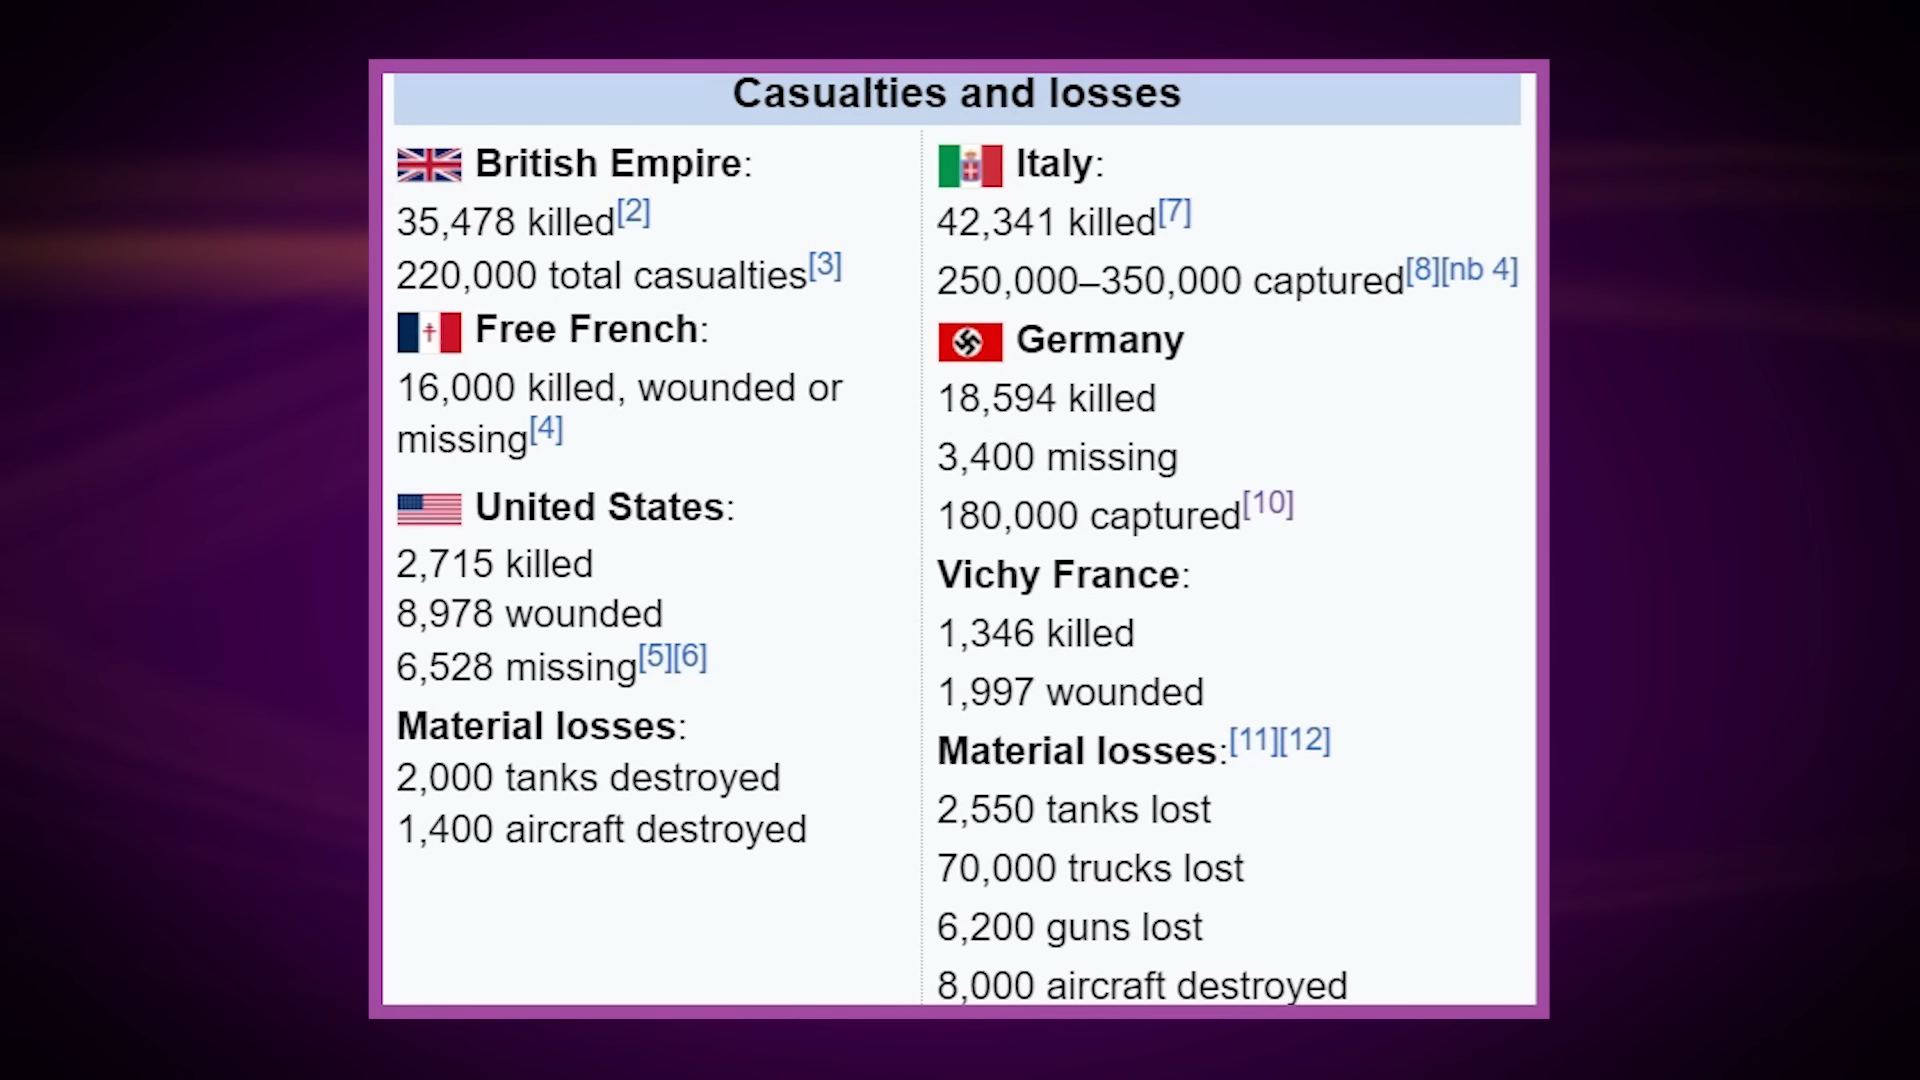 Casualties and losses
British Empire:
35,478 killed[2]
220,000 total casualties[3]
Free French:
16,000 killed, wounded or
missing[4]
United States:
2,715 killed
8,978 wounded
6,528 missing[5][6]
Material losses:
2,000 tanks destroyed
1,400 aircraft destroyed
Italy:
42,341 killed[7]
250,000–350,000 captured[8][nb 4]
Germany
18,594 killed
3,400 missing
180,000 captured[10]
Vichy France:
1,346 killed
1,997 wounded
Material losses:[11][12]
2,550 tanks lost
70,000 trucks lost
6,200 guns lost
8,000 aircraft destroyed